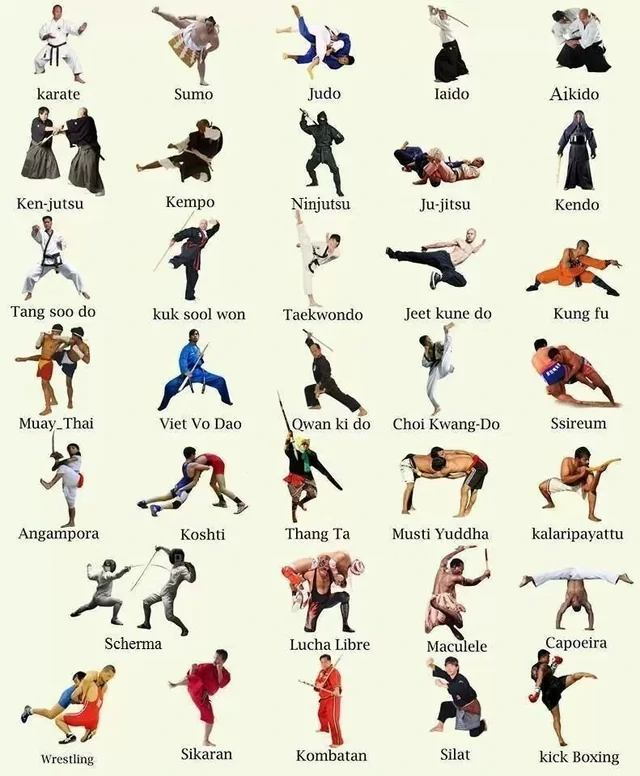 karate
Sumo
Judo
Iaido
Aikido
Ken-jutsu
Kempo
Ninjutsu
Ju-jitsu
Kendo
Tang soo do
kuk sool won
Taekwondo
Jeet kune do
Kung fu
Muay_Thai
Viet Vo Dao
Qwan ki do
Choi Kwang-Do
Ssireum
Angampora
Koshti
Thang Ta
Musti Yuddha
kalaripayattu
Scherma
Lucha Libre
Maculele
Capoeira
Wrestling
Sikaran
Kombatan
Silat
kick Boxing